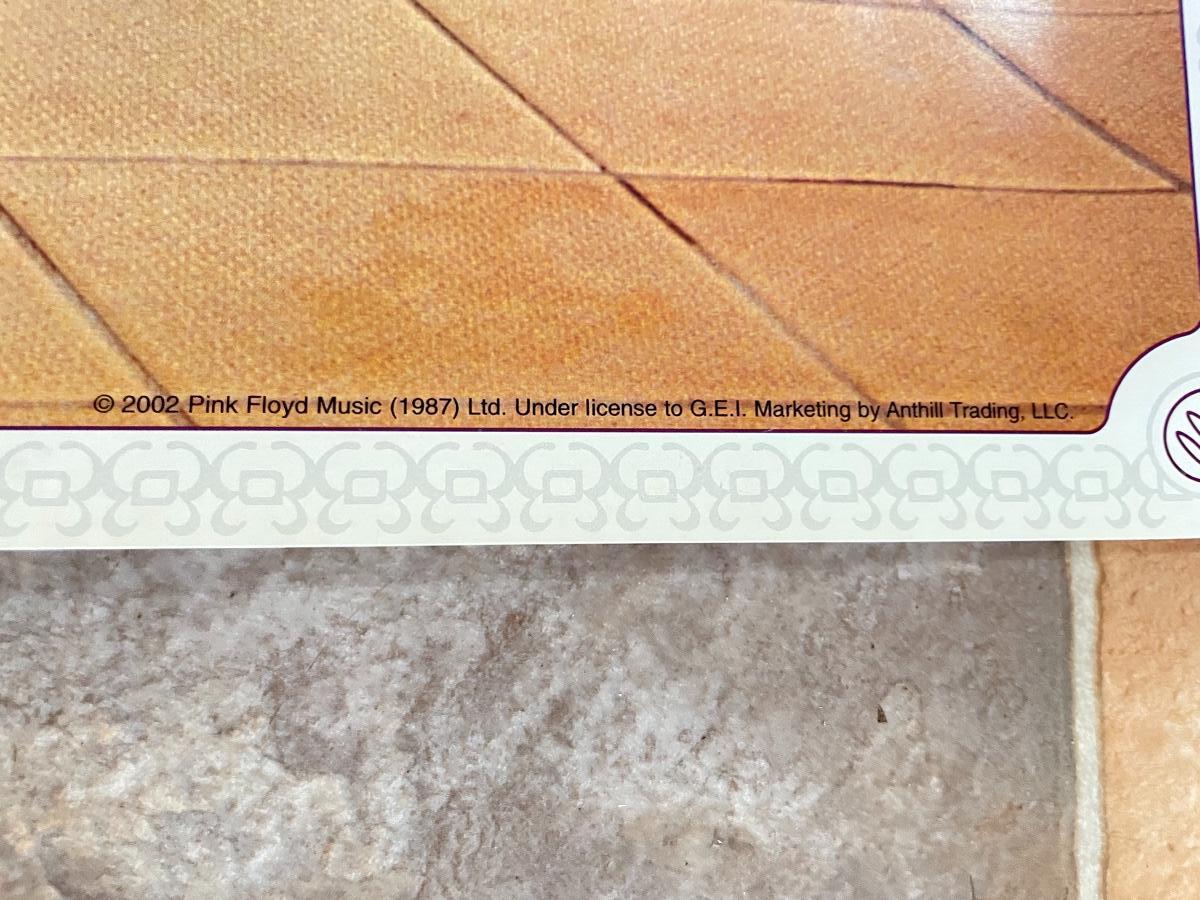 © 2002 Pink Floyd Music (1987) Ltd. Under license to G.E.I. Marketing by Anthill Trading, LLC.